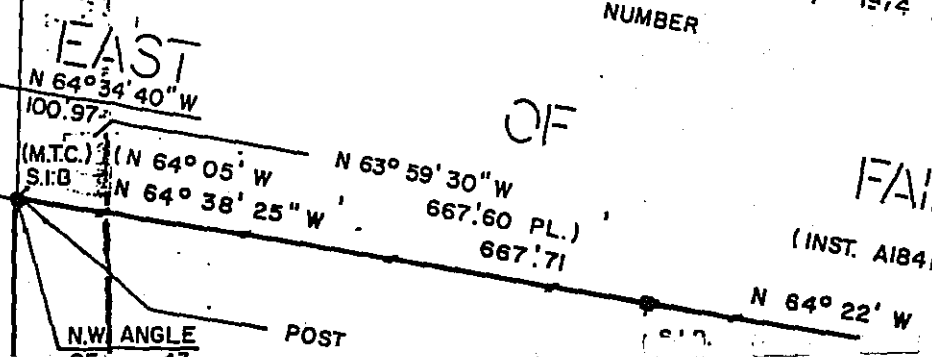 1974
NUMBER
EAST
N 64° 34' 40" W
100.97
OF
(M.T.C.)
S.I.B
(N 64° 05' W
N 63° 59' 30" W
667.60 PL.)
N 64° 38' 25" W
667.71
(INST. A184
N 64° 22' W
POST
N.W. ANGLE